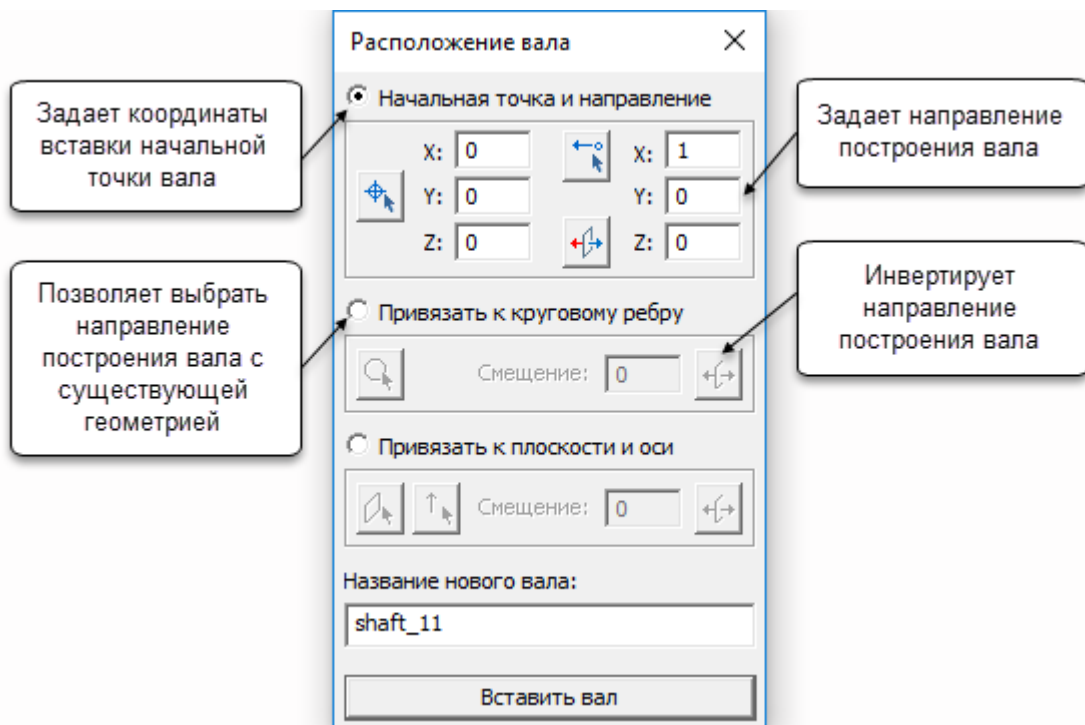 Расположение вала
Задает координаты
вставки начальной
точки вала
Начальная точка и направление
X: 0
Y: 0
Z: 0
X: 1
Y: 0
Z: 0
Задает направление
построения вала
Позволяет выбрать
направление
построения вала с
существующей
геометрией
Привязать к круговому ребру
Смещение: 0
Инвертирует
направление
построения вала
Привязать к плоскости и оси
Смещение: 0
Название нового вала:
shaft_11
Вставить вал